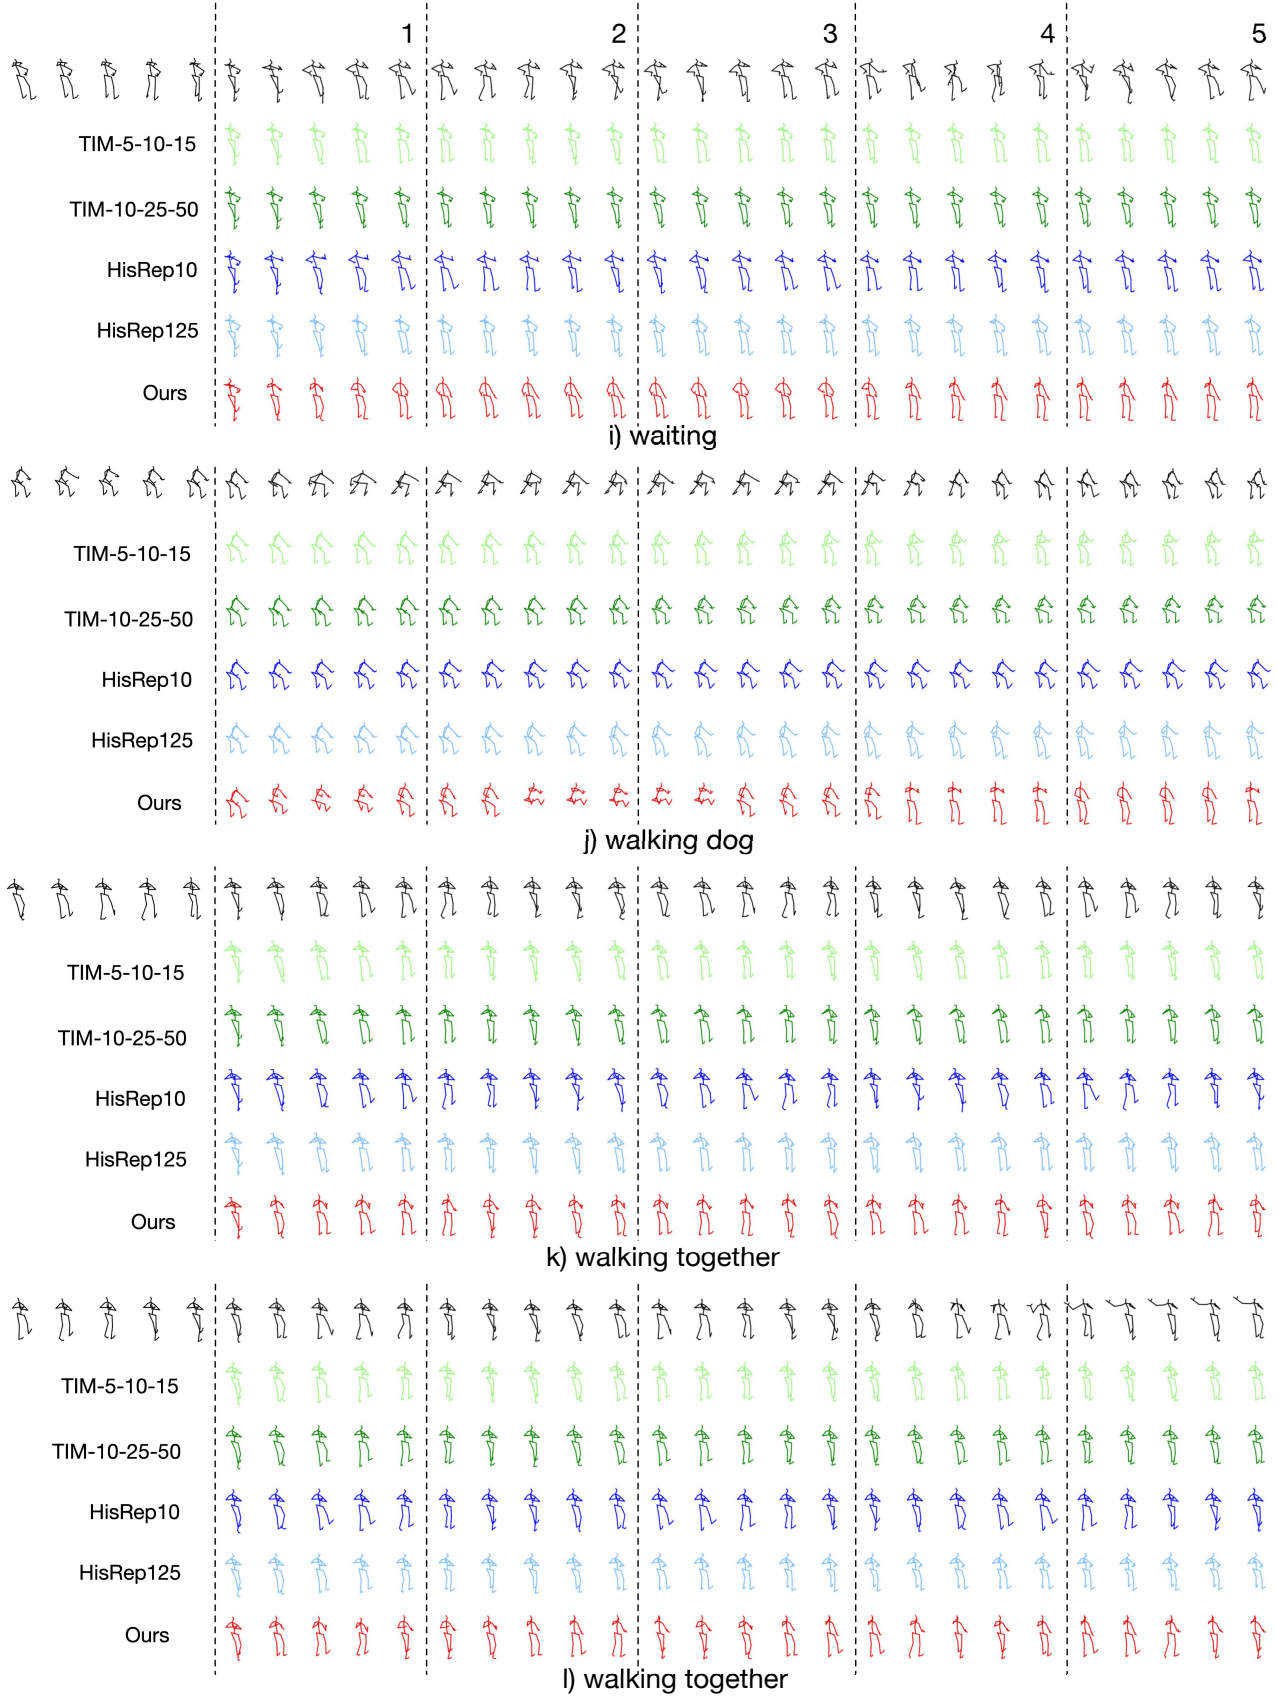 1 2 3 4 5
TIM-5-10-15
TIM-10-25-50
HisRep10
HisRep125
Ours
i) waiting
TIM-5-10-15
TIM-10-25-50
HisRep10
HisRep125
Ours
j) walking dog
TIM-5-10-15
TIM-10-25-50
HisRep10
HisRep125
Ours
k) walking together
TIM-5-10-15
TIM-10-25-50
HisRep10
HisRep125
Ours
l) walking together